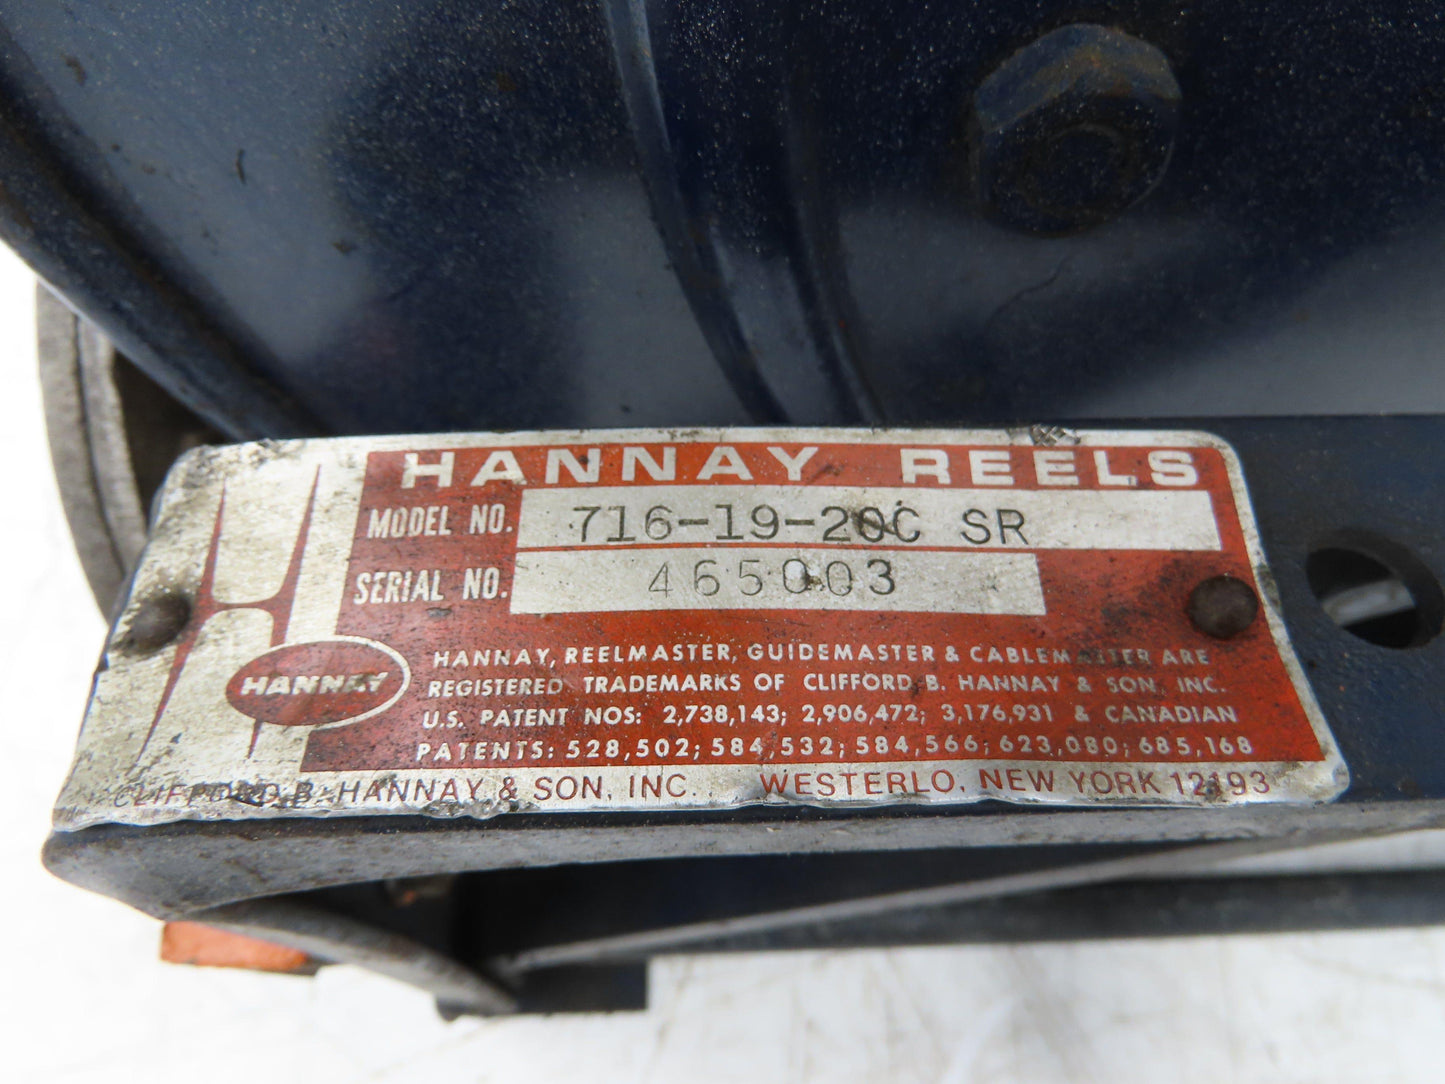 HANNAY REELS
MODEL NO. 716-19-20C SR
SERIAL NO. 465003
HANNAY
HANNAY, REELMASTER, GUIDEMASTER & CABLEMASTER ARE
REGISTERED TRADEMARKS OF CLIFFORD B. HANNAY & SON, INC.
U.S. PATENT NOS: 2,738,143; 2,906,472; 3,176,931 & CANADIAN
PATENTS: 528,502; 584,532; 584,566; 623,080; 685,168
CLIFFORD B. HANNAY & SON, INC. WESTERLO, NEW YORK 12193